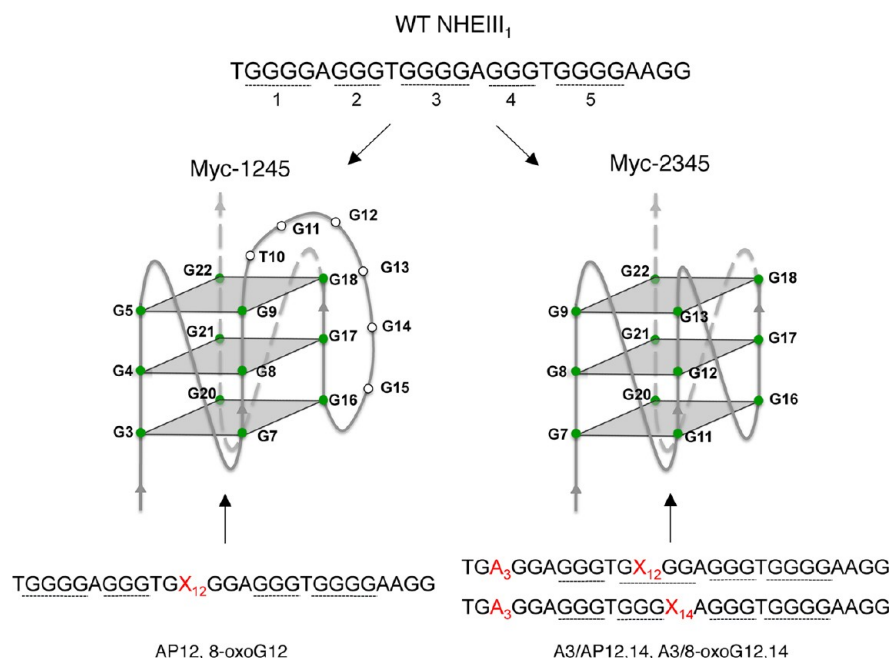 WT NHEIII₁
TGGGGAGGGTGGGGAGGGTGGGGAAGG
1 2 3 4 5
Myc-1245
G12
G11
T10
G13
G22
G18
G5
G9
G14
G21
G17
G4
G8
G15
G20
G16
G3
G7
Myc-2345
G22
G18
G9
G13
G21
G17
G8
G12
G20
G16
G7
G11
TGGGGAGGGTGX₁₂GGAGGGTGGGGAAGG
AP12, 8-oxoG12
TGA₃GGAGGGTGX₁₂GGAGGGTGGGGAAGG
TGA₃GGAGGGTGGGX₁₄AGGGTGGGGAAGG
A3/AP12,14, A3/8-oxoG12,14